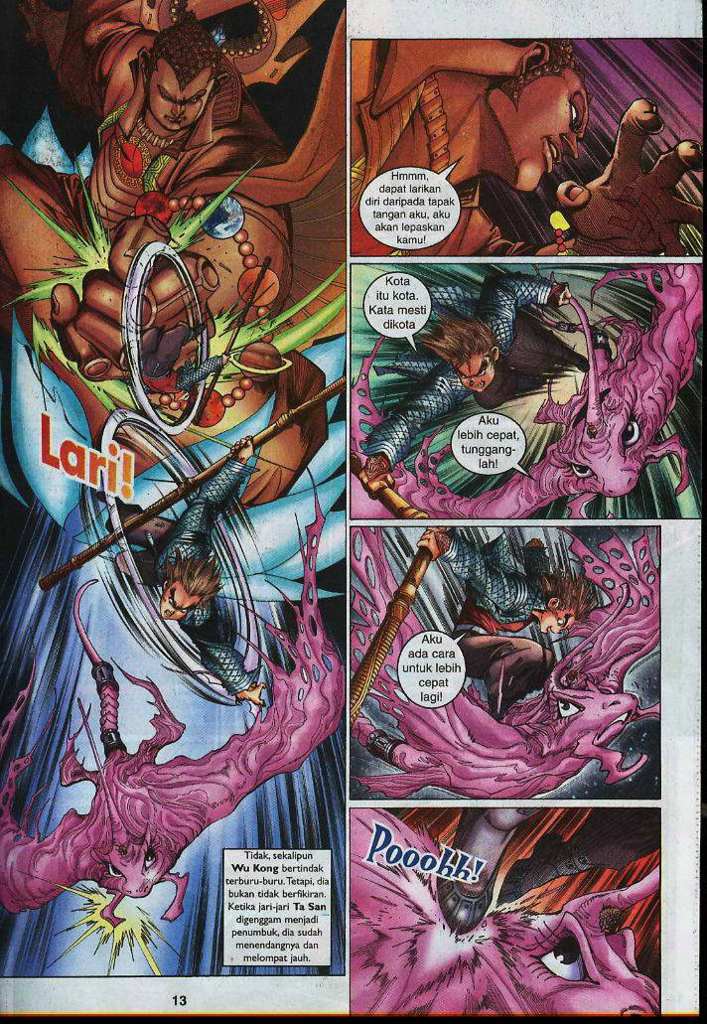 Lari!
Tidak, sekalipun
Wu Kong bertindak
terburu-buru. Tetapi, dia
bukan tidak berfikiran.
Ketika jari-jari Ta San
digenggam menjadi
penumbuk, dia sudah
menendangnya dan
melompat jauh.
Hmmm,
dapat larikan
diri daripada tapak
tangan aku, aku
akan lepaskan
kamu!
Kota
itu kota.
Kata mesti
dikota
Aku
lebih cepat,
tunggang-
lah!
Aku
ada cara
untuk lebih
cepat
lagi!
Pooohh!
13